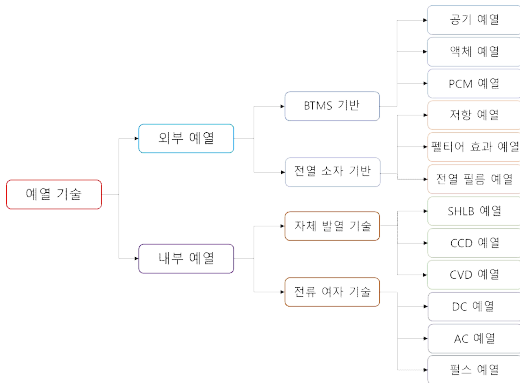 예열 기술
외부 예열
내부 예열
BTMS 기반
전열 소자 기반
자체 발열 기술
전류 여자 기술
공기 예열
액체 예열
PCM 예열
저항 예열
펠티어 효과 예열
전열 필름 예열
SHLB 예열
CCD 예열
CVD 예열
DC 예열
AC 예열
펄스 예열